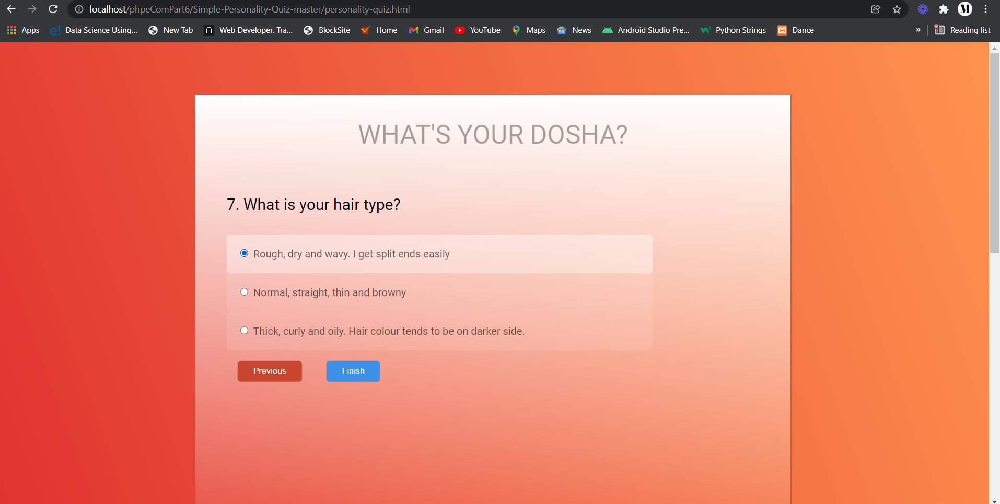 localhost/phpeComPart6/Simple-Personality-Quiz-master/personality-quiz.html
M
Apps e! Data Science Using... New Tab Web Developer. Tra... BlockSite Home Gmail YouTube Maps News Android Studio Pre... Python Strings Dance » Reading list
WHAT'S YOUR DOSHA?
7. What is your hair type?
Rough, dry and wavy. I get split ends easily
Normal, straight, thin and browny
Thick, curly and oily. Hair colour tends to be on darker side.
Previous Finish